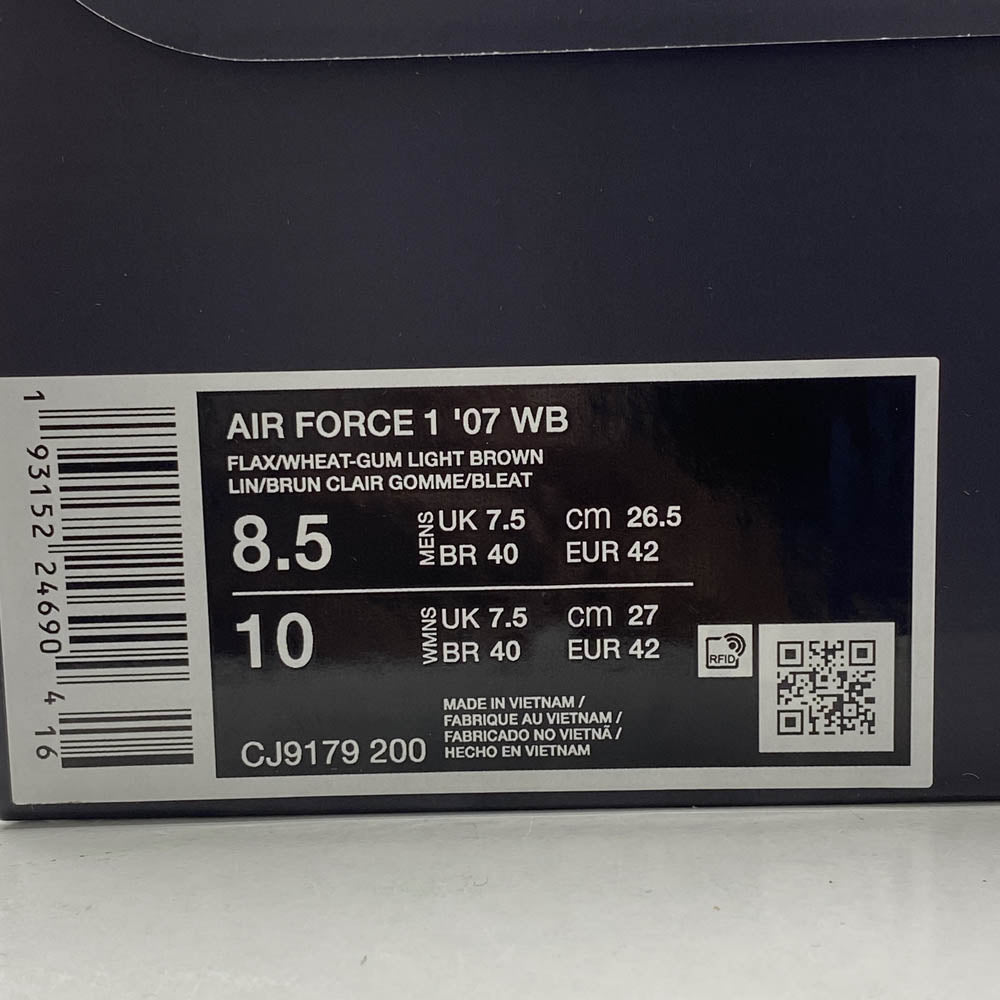 AIR FORCE 1 '07 WB
FLAX/WHEAT-GUM LIGHT BROWN
LIN/BRUN CLAIR GOMME/BLEAT
8.5 MENS UK 7.5 cm 26.5
BR 40 EUR 42
10 WMNS UK 7.5 cm 27
BR 40 EUR 42
RFID
MADE IN VIETNAM /
FABRIQUE AU VIETNAM /
FABRICADO NO VIETNÃ /
HECHO EN VIETNAM
CJ9179 200
1 93152 24690 4 16